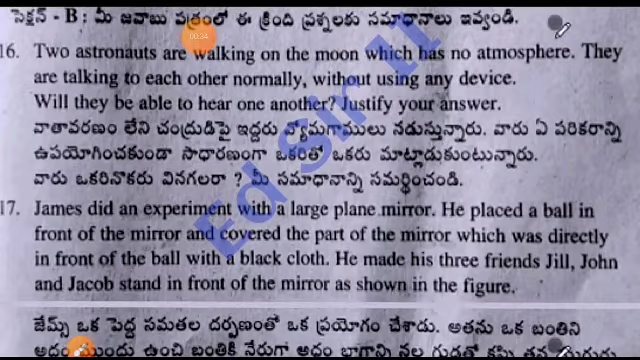 సెక్షన్ - B : మీ జవాబు పత్రంలో ఈ క్రింది ప్రశ్నలకు సమాధానాలు ఇవ్వండి.
00:34
16. Two astronauts are walking on the moon which has no atmosphere. They
are talking to each other normally, without using any device.
Will they be able to hear one another? Justify your answer.
వాతావరణం లేని చంద్రుడిపై ఇద్దరు వ్యోమగాములు నడుస్తున్నారు. వారు ఏ పరికరాన్ని
ఉపయోగించకుండా సాధారణంగా ఒకరితో ఒకరు మాట్లాడుకుంటున్నారు.
వారు ఒకరినొకరు వినగలరా ? మీ సమాధానాన్ని సమర్థించండి.
Ed Sir 11
17. James did an experiment with a large plane mirror. He placed a ball in
front of the mirror and covered the part of the mirror which was directly
in front of the ball with a black cloth. He made his three friends Jill, John
and Jacob stand in front of the mirror as shown in the figure.
జేమ్స్ ఒక పెద్ద సమతల దర్పణంతో ఒక ప్రయోగం చేశాడు. అతను ఒక బంతిని